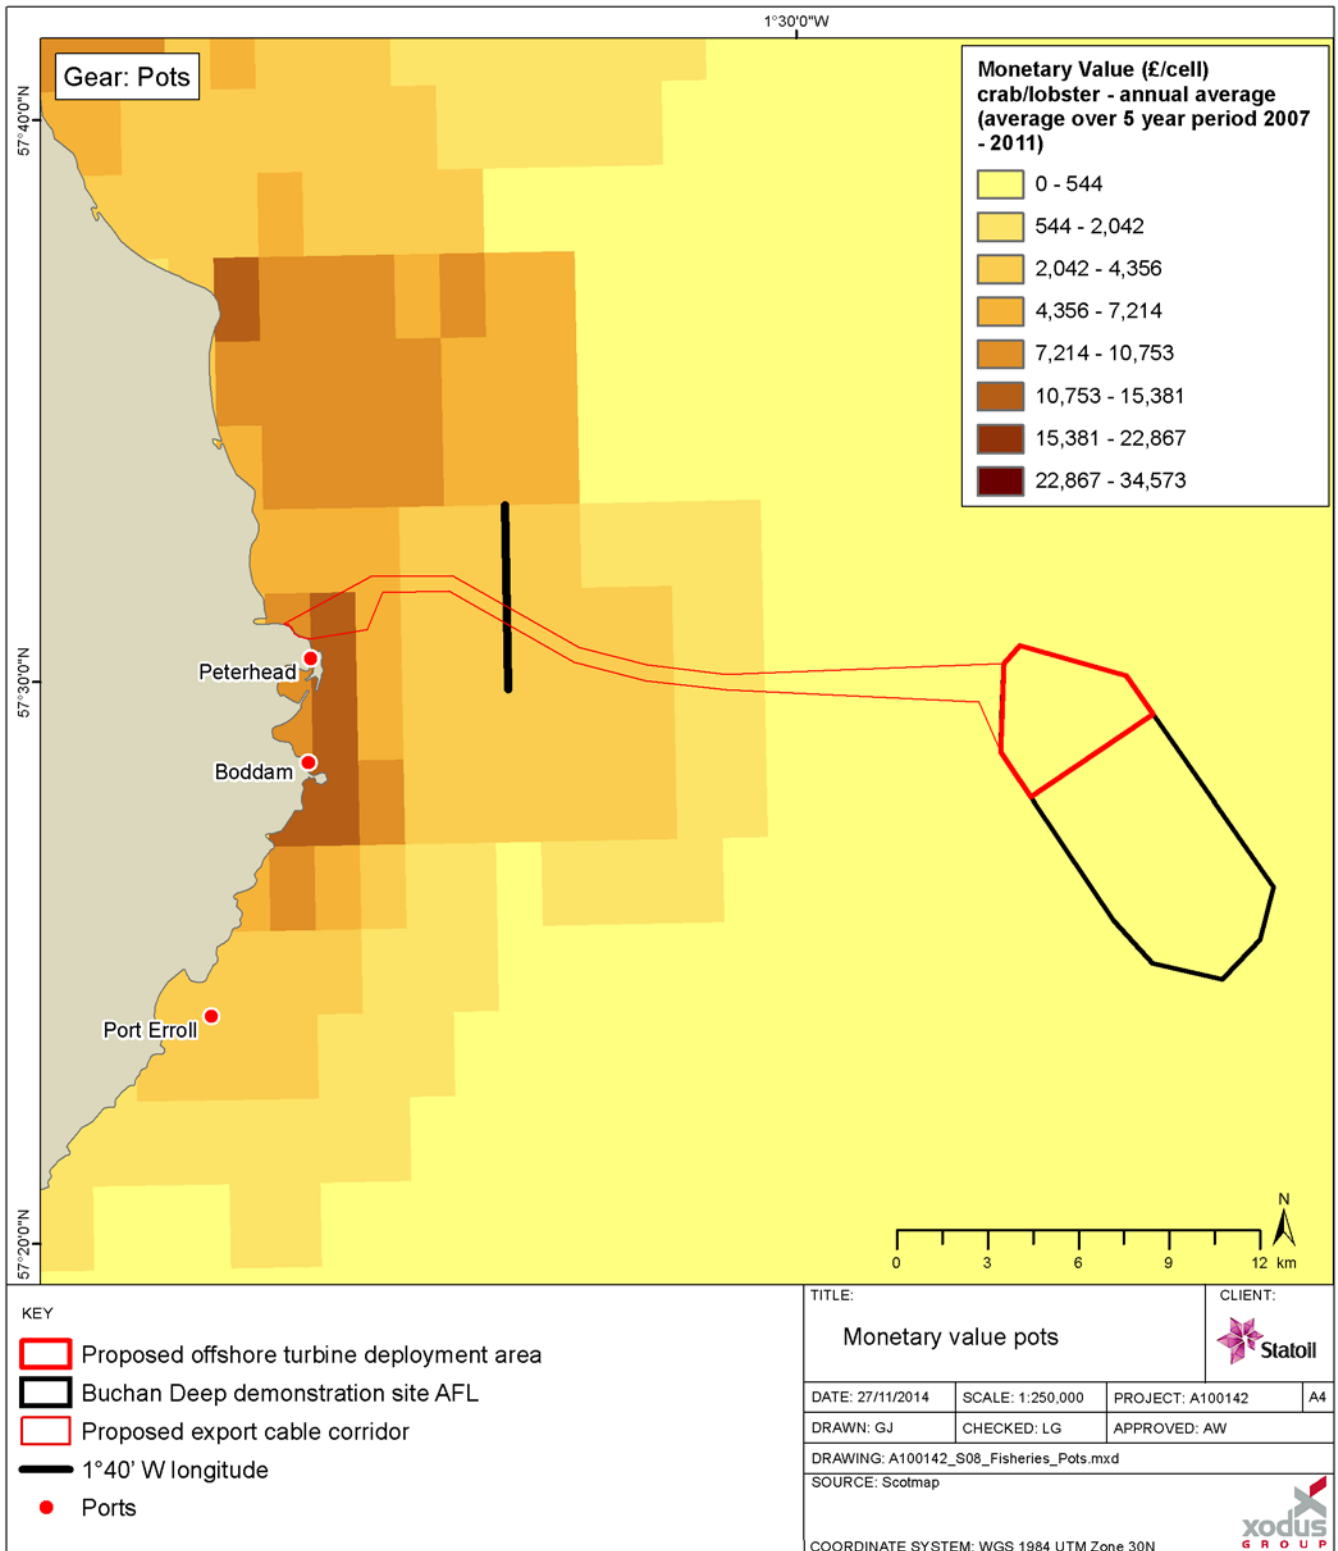 1°30'0"W
Gear: Pots
Monetary Value (£/cell)
crab/lobster - annual average
(average over 5 year period 2007
- 2011)
0 - 544
544 - 2,042
2,042 - 4,356
4,356 - 7,214
7,214 - 10,753
10,753 - 15,381
15,381 - 22,867
22,867 - 34,573
57°40'0"N
57°30'0"N
57°20'0"N
Peterhead
Boddam
Port Erroll
N
0 3 6 9 12 km
KEY
Proposed offshore turbine deployment area
Buchan Deep demonstration site AFL
Proposed export cable corridor
1°40' W longitude
Ports
TITLE:
Monetary value pots
CLIENT:
Statoil
DATE: 27/11/2014 SCALE: 1:250,000 PROJECT: A100142 A4
DRAWN: GJ CHECKED: LG APPROVED: AW
DRAWING: A100142_S08_Fisheries_Pots.mxd
SOURCE: Scotmap
COORDINATE SYSTEM: WGS 1984 UTM Zone 30N
xodus
GROUP